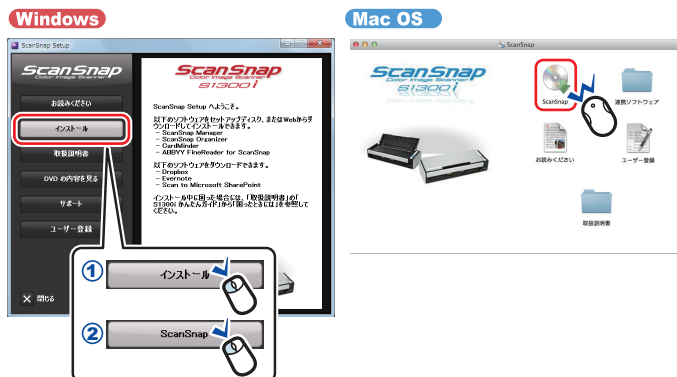 Windows
ScanSnap Setup
ScanSnap
Color Image Scanner
お読みください
インストール
取扱説明書
DVD の内容を見る
サポート
ユーザー登録
閉じる
ScanSnap
Color Image Scanner
S1300i
ScanSnap Setup へようこそ。
以下のソフトウェアをセットアップディスク、またはWebからダ
ウンロードしてインストールできます。
- ScanSnap Manager
- ScanSnap Organizer
- CardMinder
- ABBYY FineReader for ScanSnap
以下のソフトウェアをダウンロードできます。
- Dropbox
- Evernote
- Scan to Microsoft SharePoint
インストール中に困った場合には、「取扱説明書」の「
S1300i かんたんガイド」から「困ったときには」を参照して
ください。
① インストール
② ScanSnap
Mac OS
ScanSnap
ScanSnap
Color Image Scanner
S1300i
ScanSnap
連携ソフトウェア
お読みください
ユーザー登録
取扱説明書